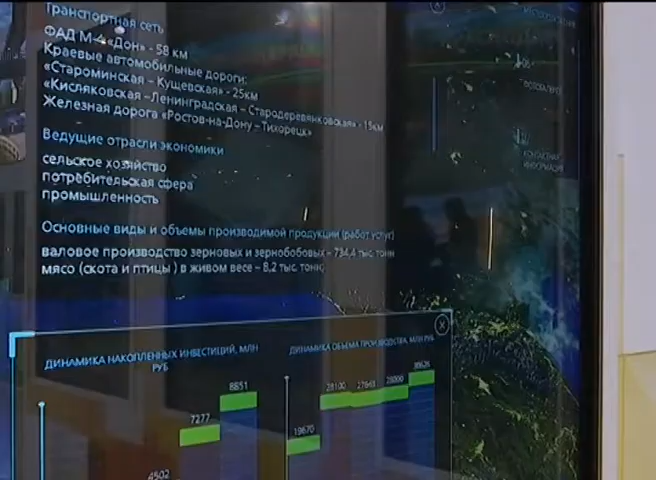 Транспортная сеть
ФАД М-4 «Дон» - 58 км
Краевые автомобильные дороги:
«Староминская – Кущевская» - 25км
«Кисляковская–Ленинградская – Стародеревянковская» - 15км
Железная дорога «Ростов-на-Дону – Тихорецк»
Ведущие отрасли экономики
сельское хозяйство
потребительская сфера
промышленность
Основные виды и объемы производимой продукции (работ услуг)
валовое производство зерновых и зернобобовых – 734,4 тыс. тонн
мясо (скота и птицы) в живом весе – 8,2 тыс. тонн
ДИНАМИКА НАКОПЛЕННЫХ ИНВЕСТИЦИЙ, МЛН РУБ
ДИНАМИКА ОБЪЕМА ПРОИЗВОДСТВА, МЛН РУБ
8851
7277
4502
19670
28100
КОНТАКТНАЯ
ИНФОРМАЦИЯ